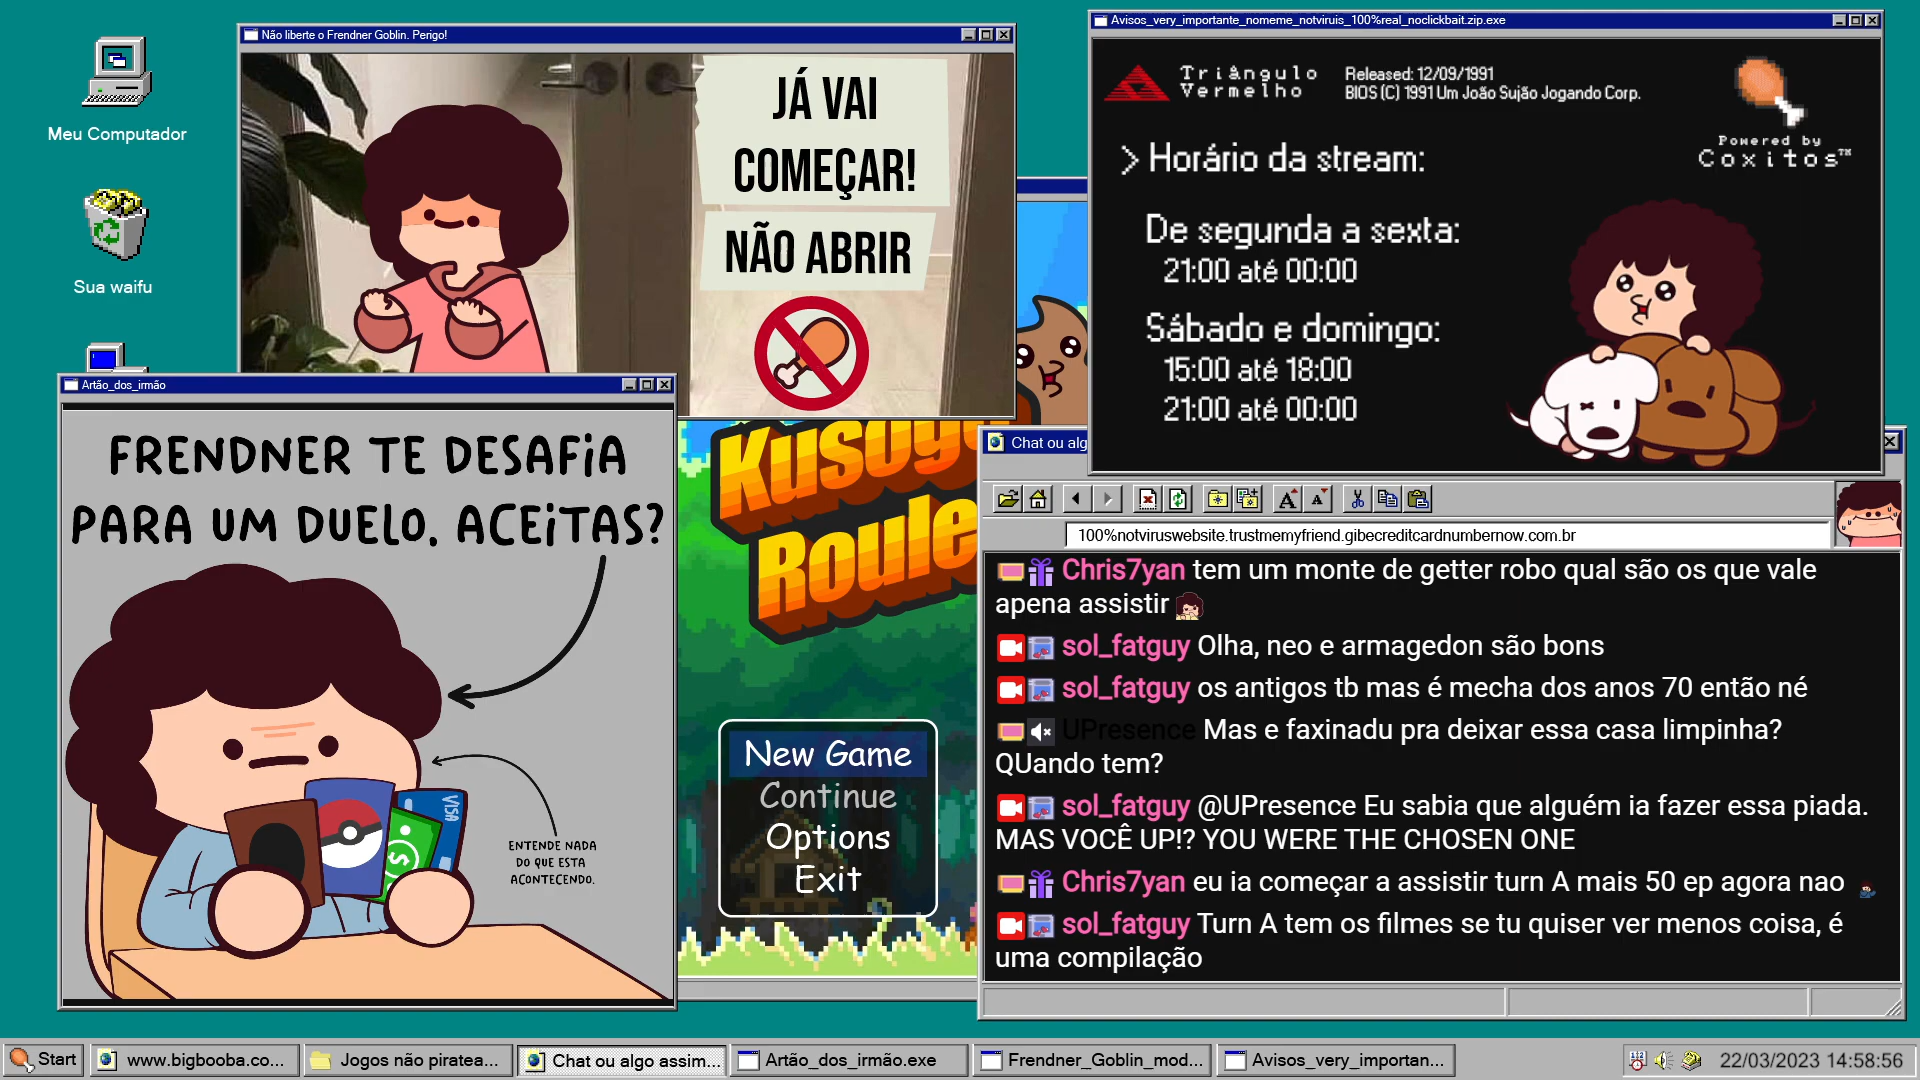 Meu Computador
Sua waifu
Não liberte o Frendner Goblin. Perigo!
JÁ VAI
COMEÇAR!
NÃO ABRIR
Avisos_very_importante_nomeme_notviruis_100%real_noclickbait.zip.exe
Triângulo
Vermelho
Released: 12/09/1991
BIOS (C) 1991 Um João Sujão Jogando Corp.
Powered by
Coxitos™
> Horário da stream:
De segunda a sexta:
21:00 até 00:00
Sábado e domingo:
15:00 até 18:00
21:00 até 00:00
Artão_dos_irmão
FRENDNER TE DESAFIA
PARA UM DUELO. ACEITAS?
VISA
ENTENDE NADA
DO QUE ESTA
ACONTECENDO.
Kusoge
Roule
New Game
Continue
Options
Exit
Chat ou alg
100%notviruswebsite.trustmemyfriend.gibecreditcardnumbernow.com.br
Chris7yan tem um monte de getter robo qual são os que vale
apena assistir
sol_fatguy Olha, neo e armagedon são bons
sol_fatguy os antigos tb mas é mecha dos anos 70 então né
UPresence Mas e faxinadu pra deixar essa casa limpinha?
QUando tem?
sol_fatguy @UPresence Eu sabia que alguém ia fazer essa piada.
MAS VOCÊ UP!? YOU WERE THE CHOSEN ONE
Chris7yan eu ia começar a assistir turn A mais 50 ep agora nao
sol_fatguy Turn A tem os filmes se tu quiser ver menos coisa, é
uma compilação
Start
www.bigbooba.co...
Jogos não piratea...
Chat ou algo assim...
Artão_dos_irmão.exe
Frendner_Goblin_mod...
Avisos_very_importan...
22/03/2023 14:58:56